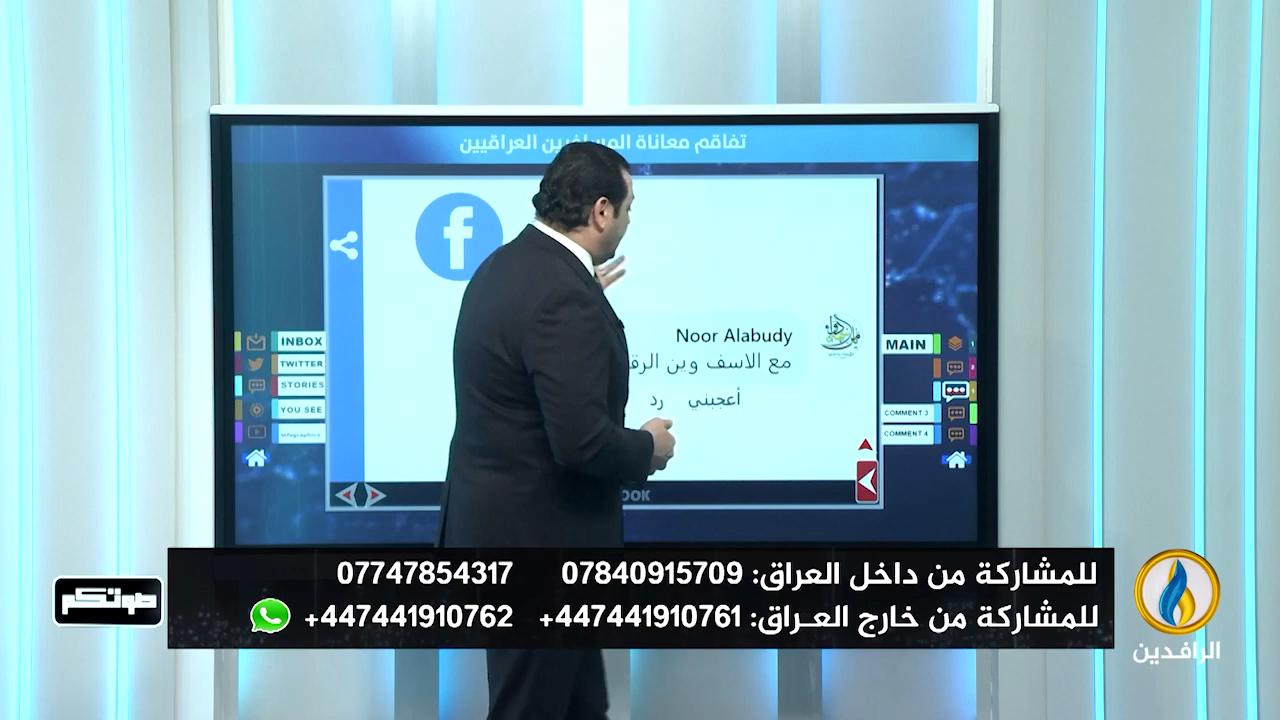 تفاقم معاناة المسافرين العراقيين
Noor Alabudy
مع الاسف وين
أعجبني رد
INBOX
TWITTER
STORIES
YOU SEE
Infographics
MAIN
COMMENT 3
COMMENT 4
للمشاركة من داخل العراق: 07840915709 07747854317
للمشاركة من خارج العـراق: 447441910761+ 447441910762+
صوتكم
الرافدين